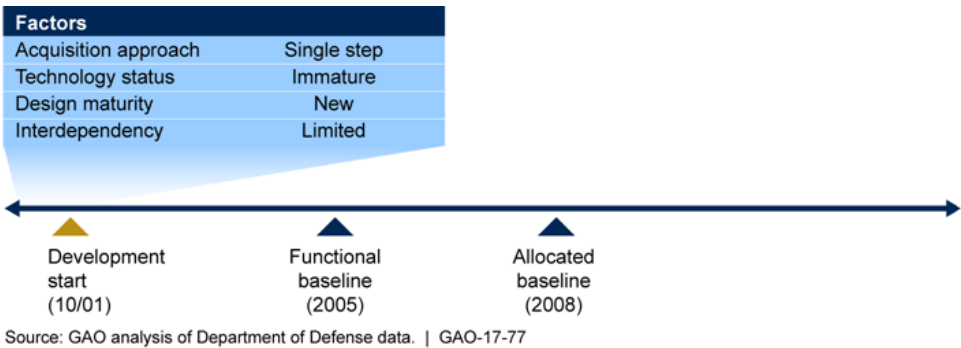 Factors
Acquisition approach Single step
Technology status Immature
Design maturity New
Interdependency Limited
Development
start
(10/01)
Functional
baseline
(2005)
Allocated
baseline
(2008)
Source: GAO analysis of Department of Defense data. | GAO-17-77